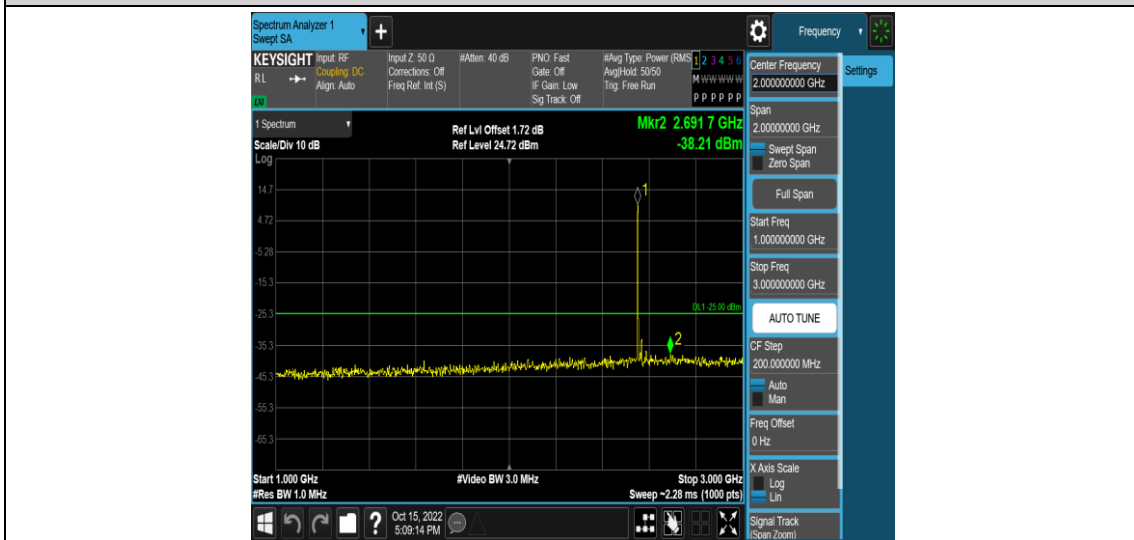 Spectrum Analyzer 1
Swept SA
+
Frequency
KEYSIGHT
RL
LXI
Input: RF
Coupling: DC
Align: Auto
Input Z: 50 Ω
Corrections: Off
Freq Ref: Int (S)
#Atten: 40 dB
PNO: Fast
Gate: Off
IF Gain: Low
Sig Track: Off
#Avg Type: Power (RMS
Avg|Hold: 50/50
Trig: Free Run
1 2 3 4 5 6
M W W W W W
P P P P P P
1 Spectrum
Scale/Div 10 dB
Ref Lvl Offset 1.72 dB
Ref Level 24.72 dBm
Mkr2 2.691 7 GHz
-38.21 dBm
Log
14.7
4.72
-5.28
-15.3
-25.3
-35.3
-45.3
-55.3
-65.3
1
DL1 -25.00 dBm
2
Start 1.000 GHz
#Res BW 1.0 MHz
#Video BW 3.0 MHz
Stop 3.000 GHz
Sweep ~2.28 ms (1000 pts)
?
Oct 15, 2022
5:09:14 PM
Center Frequency
2.000000000 GHz
Span
2.00000000 GHz
Swept Span
Zero Span
Full Span
Start Freq
1.000000000 GHz
Stop Freq
3.000000000 GHz
AUTO TUNE
CF Step
200.000000 MHz
Auto
Man
Freq Offset
0 Hz
X Axis Scale
Log
Lin
Signal Track
(Span Zoom)
Settings